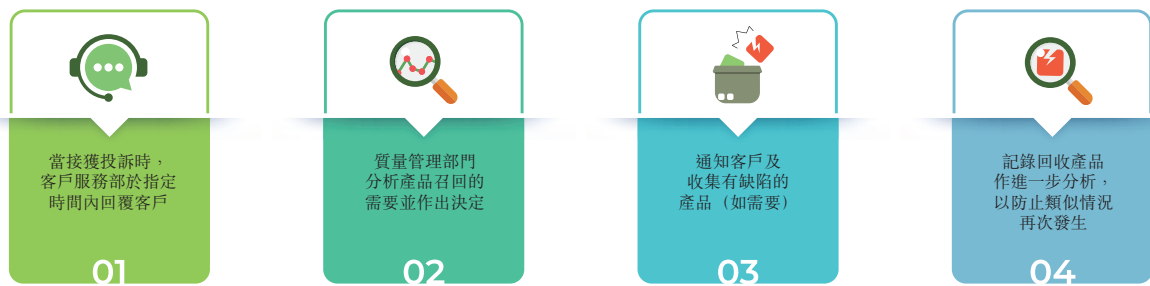 當接獲投訴時，
客戶服務部於指定
時間內回覆客戶
01
質量管理部門
分析產品召回的
需要並作出決定
02
通知客戶及
收集有缺陷的
產品（如需要）
03
記錄回收產品
作進一步分析，
以防止類似情況
再次發生
04